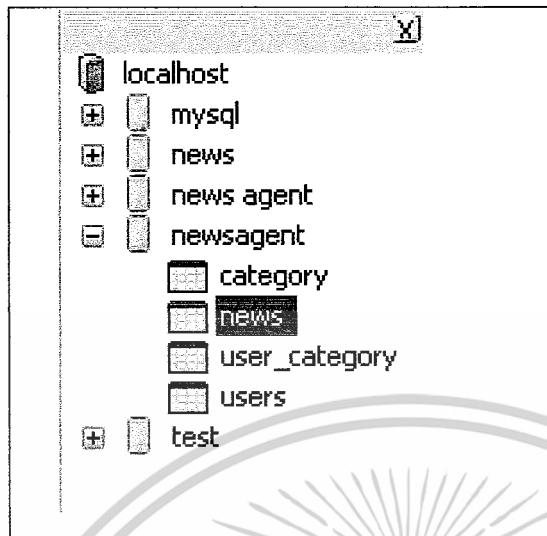 localhost
mysql
news
news agent
newsagent
category
news
user_category
users
test